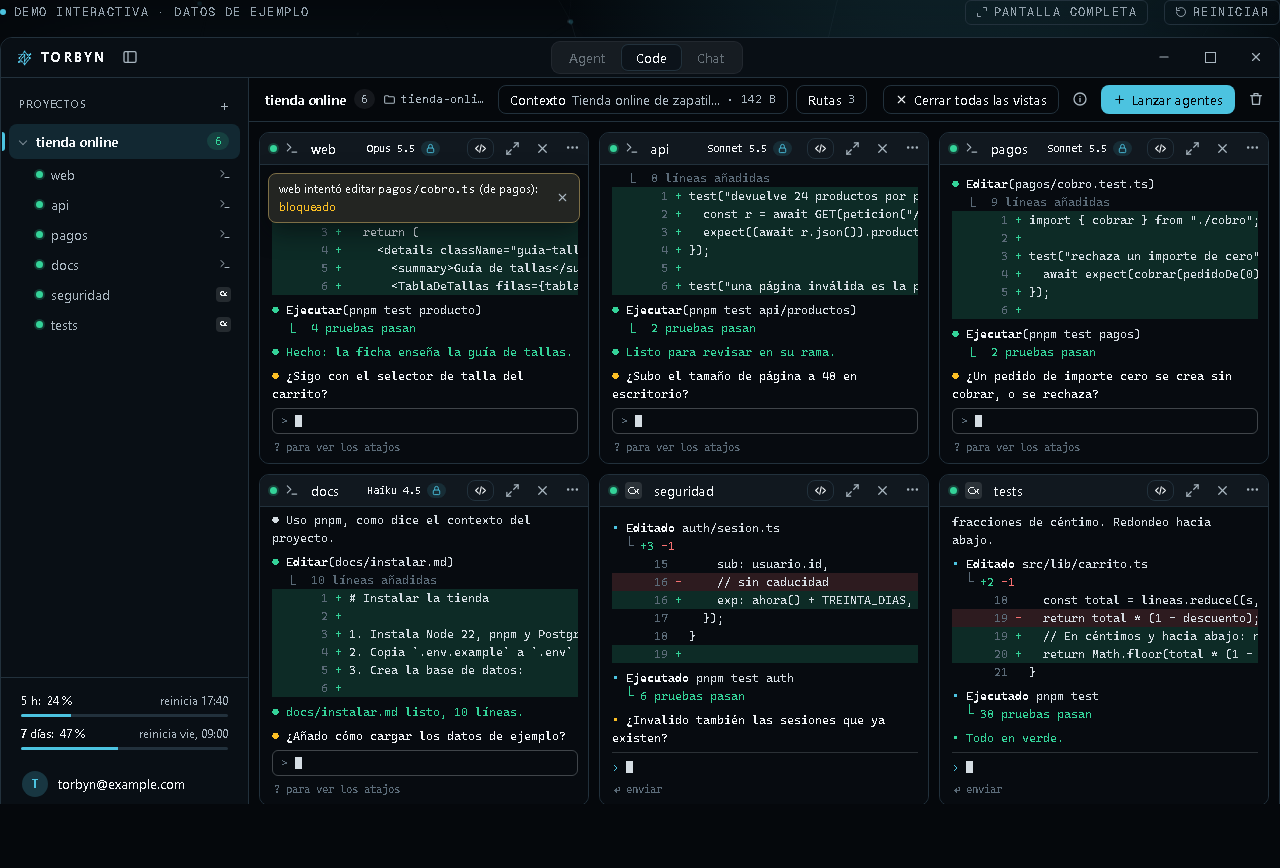 DEMO INTERACTIVA · DATOS DE EJEMPLO
PANTALLA COMPLETA
REINICIAR
TORBYN
Agent
Code
Chat
PROYECTOS
+
tienda online
6
web
api
pagos
docs
seguridad
tests
5 h: 24 %
reinicia 17:40
7 días: 47 %
reinicia vie, 09:00
T
torbyn@example.com
tienda online
6
tienda-onli…
Contexto Tienda online de zapatil… · 142 B
Rutas 3
Cerrar todas las vistas
+ Lanzar agentes
web
Opus 5.5
web intentó editar pagos/cobro.ts (de pagos):
bloqueado
3 + return (
4 + <details className="guia-tall
5 + <summary>Guía de tallas</su
6 + <TablaDeTallas filas={tabla
Ejecutar(pnpm test producto)
4 pruebas pasan
Hecho: la ficha enseña la guía de tallas.
¿Sigo con el selector de talla del
carrito?
>
? para ver los atajos
api
Sonnet 5.5
8 líneas añadidas
1 + test("devuelve 24 productos por p
2 + const r = await GET(peticion("/
3 + expect((await r.json()).product
4 + });
5 +
6 + test("una página inválida es la p
Ejecutar(pnpm test api/productos)
2 pruebas pasan
Listo para revisar en su rama.
¿Subo el tamaño de página a 48 en
escritorio?
>
? para ver los atajos
pagos
Sonnet 5.5
Editar(pagos/cobro.test.ts)
9 líneas añadidas
1 + import { cobrar } from "./cobro";
2 +
3 + test("rechaza un importe de cero"
4 + await expect(cobrar(pedidoDe(0)
5 + });
6 +
Ejecutar(pnpm test pagos)
2 pruebas pasan
¿Un pedido de importe cero se crea sin
cobrar, o se rechaza?
>
? para ver los atajos
docs
Haiku 4.5
Uso pnpm, como dice el contexto del
proyecto.
Editar(docs/instalar.md)
10 líneas añadidas
1 + # Instalar la tienda
2 +
3 + 1. Instala Node 22, pnpm y Postgr
4 + 2. Copia `.env.example` a `.env`
5 + 3. Crea la base de datos:
6 +
docs/instalar.md listo, 10 líneas.
¿Añado cómo cargar los datos de ejemplo?
>
? para ver los atajos
seguridad
Editado auth/sesion.ts
+3 -1
15 sub: usuario.id,
16 - // sin caducidad
16 + exp: ahora() + TREINTA_DIAS,
17 });
18 }
19 +
Ejecutado pnpm test auth
6 pruebas pasan
¿Invalido también las sesiones que ya
existen?
›
↵ enviar
tests
fracciones de céntimo. Redondeo hacia
abajo.
Editado src/lib/carrito.ts
+2 -1
18 const total = lineas.reduce((s,
19 - return total * (1 - descuento);
19 + // En céntimos y hacia abajo: n
20 + return Math.floor(total * (1 -
21 }
Ejecutado pnpm test
38 pruebas pasan
Todo en verde.
›
↵ enviar